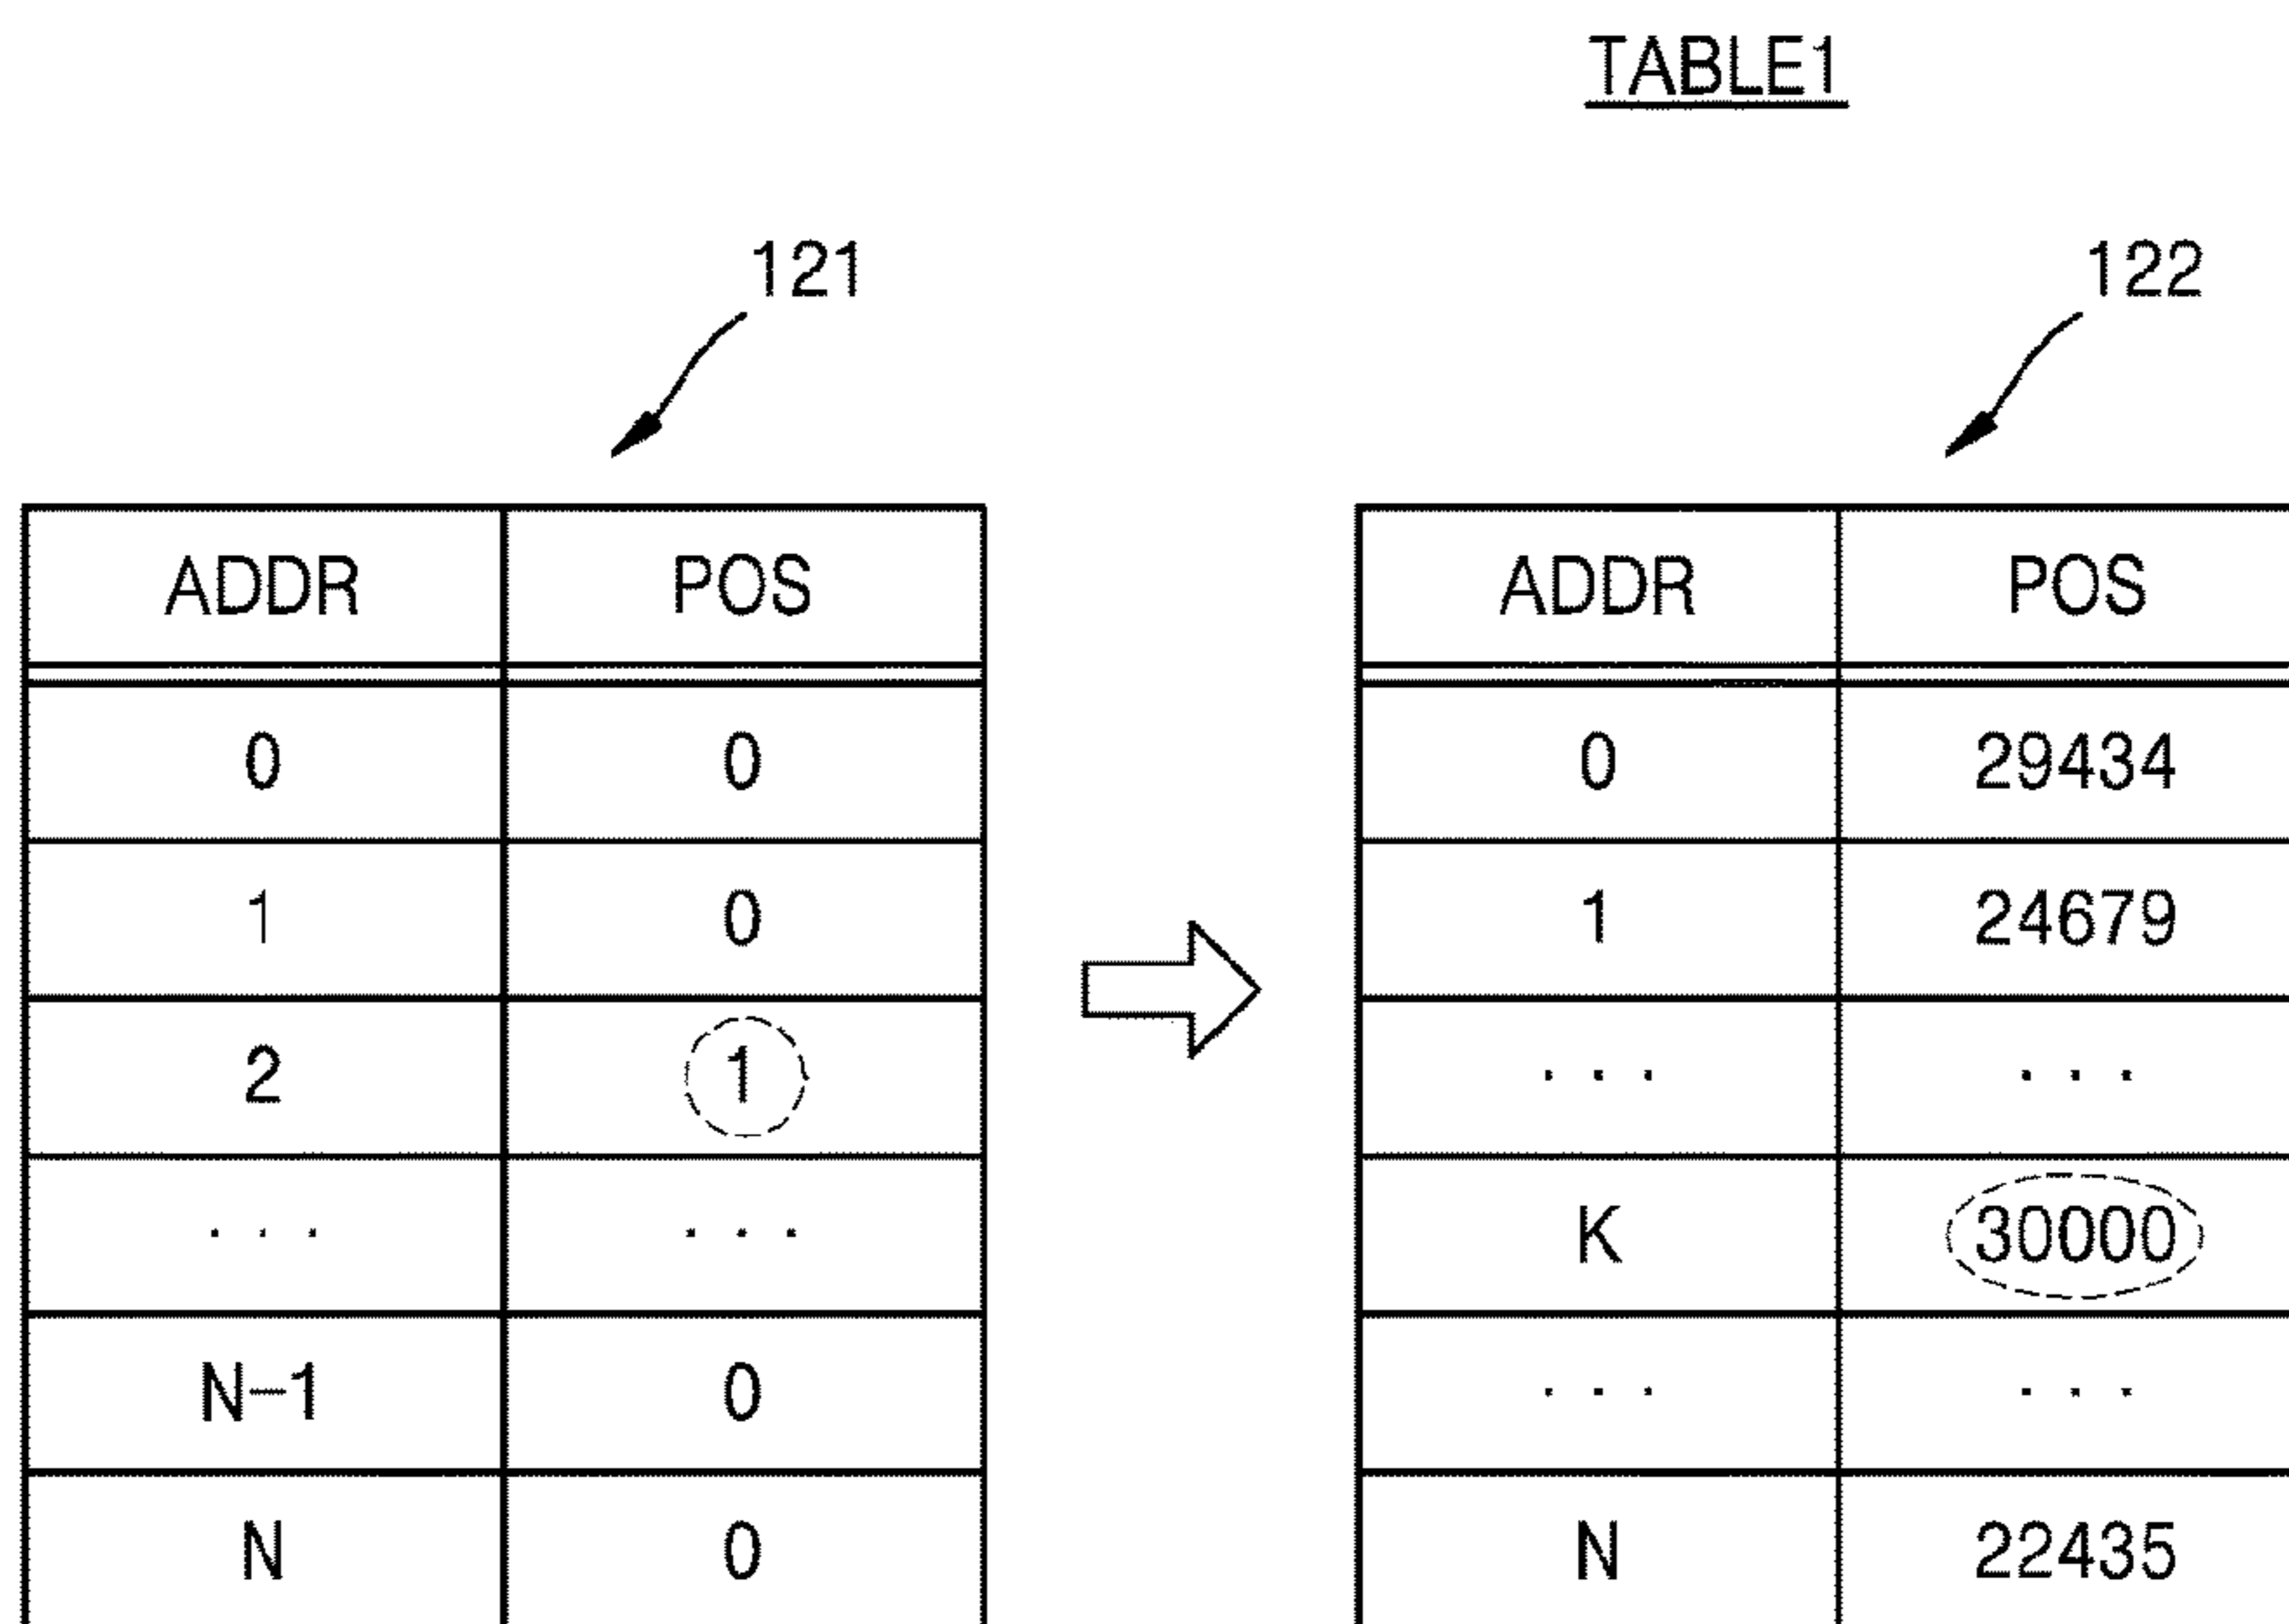 TABLE1
121
ADDR POS
0 0
1 0
2 1
... ...
N-1 0
N 0
122
ADDR POS
0 29434
1 24679
... ...
K 30000
... ...
N 22435